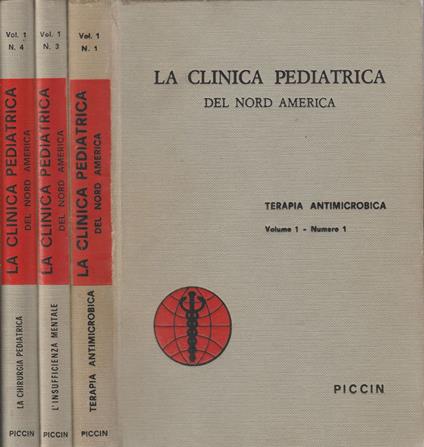 Vol. 1
N. 4
LA CLINICA PEDIATRICA
DEL NORD AMERICA
LA CHIRURGIA PEDIATRICA
PICCIN
Vol. 1
N. 3
LA CLINICA PEDIATRICA
DEL NORD AMERICA
L'INSUFFICIENZA MENTALE
PICCIN
Vol. 1
N. 1
LA CLINICA PEDIATRICA
DEL NORD AMERICA
TERAPIA ANTIMICROBICA
PICCIN
LA CLINICA PEDIATRICA
DEL NORD AMERICA
TERAPIA ANTIMICROBICA
Volume 1 - Numero 1
PICCIN